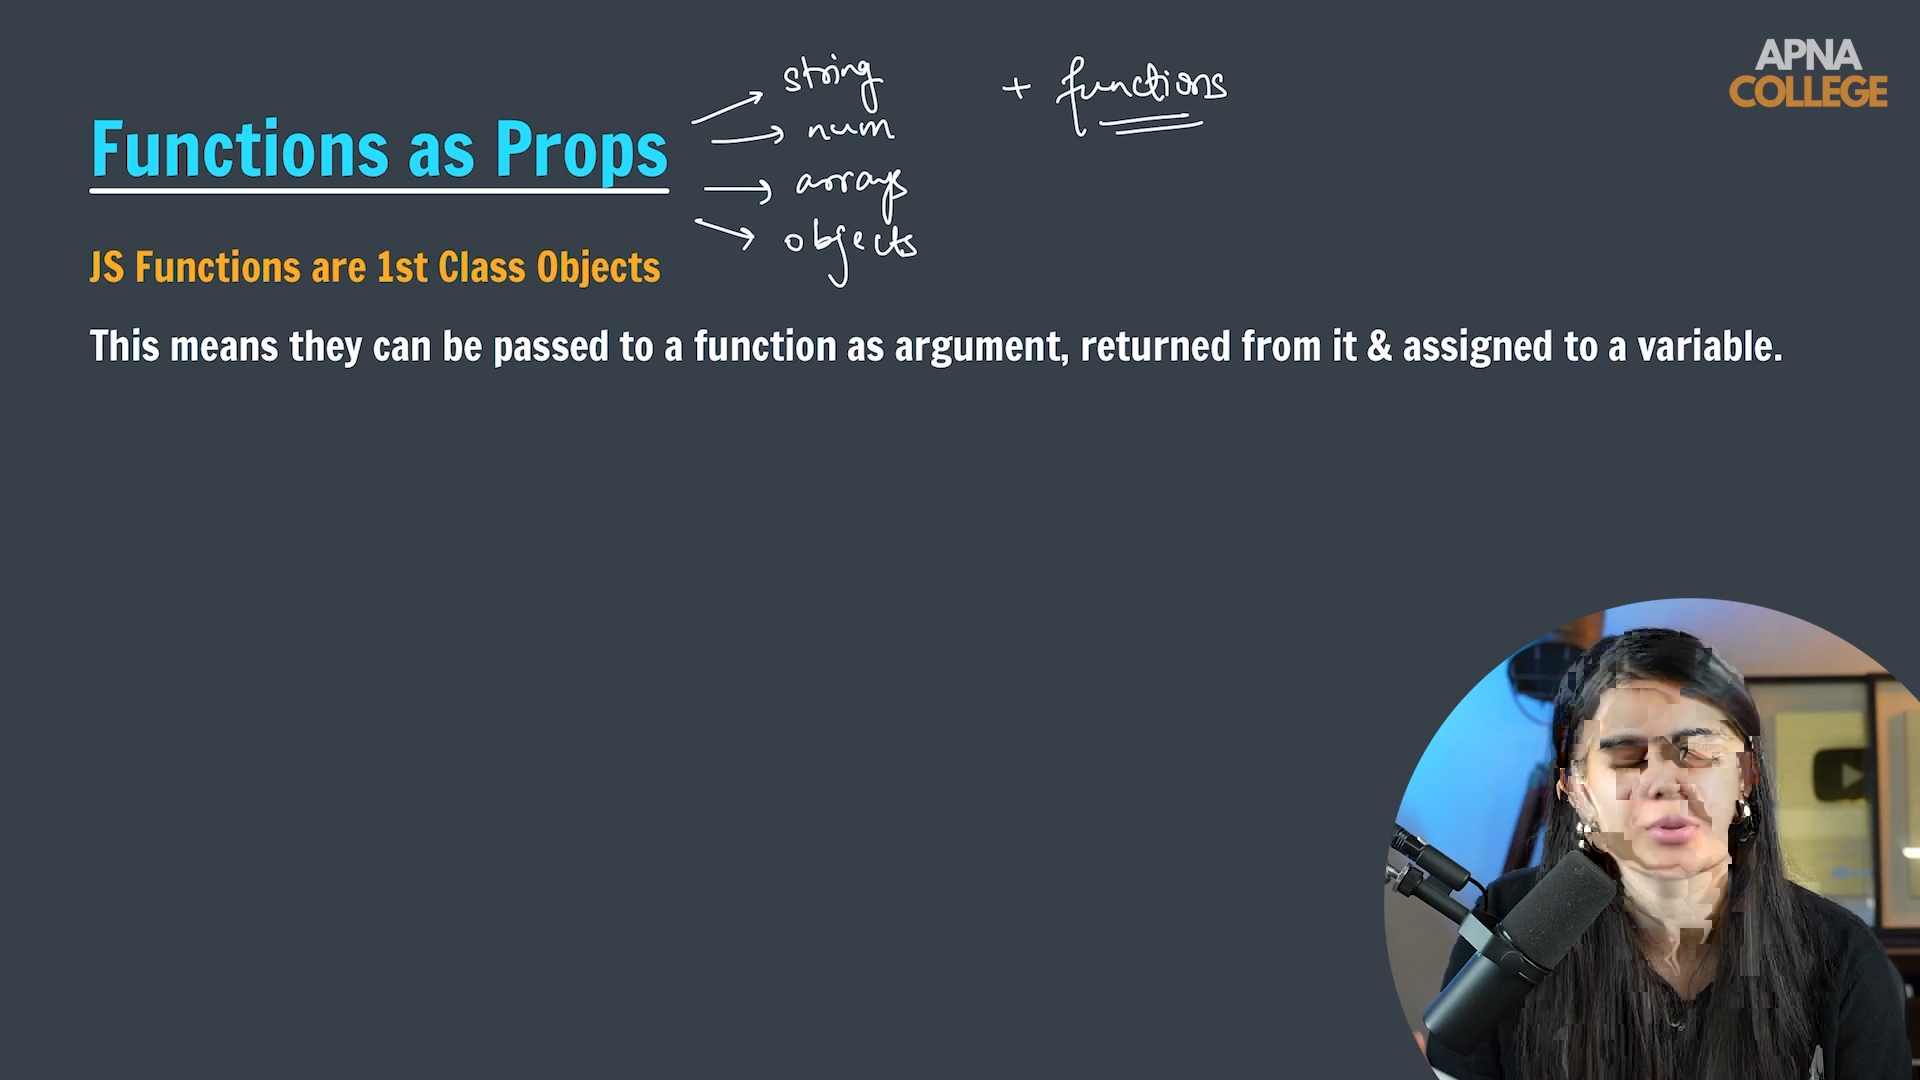 string
+ functions
num
Functions as Props
arrays
objects
JS Functions are 1st Class Objects
This means they can be passed to a function as argument, returned from it & assigned to a variable.
APNA
COLLEGE